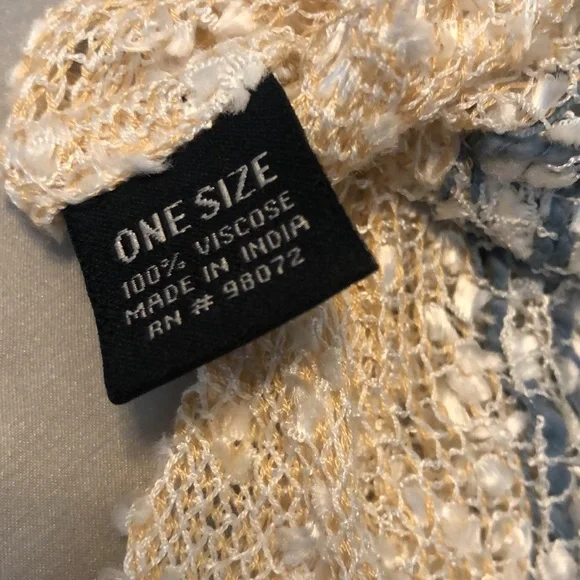 ONE SIZE
100% VISCOSE
MADE IN INDIA
RN # 98072